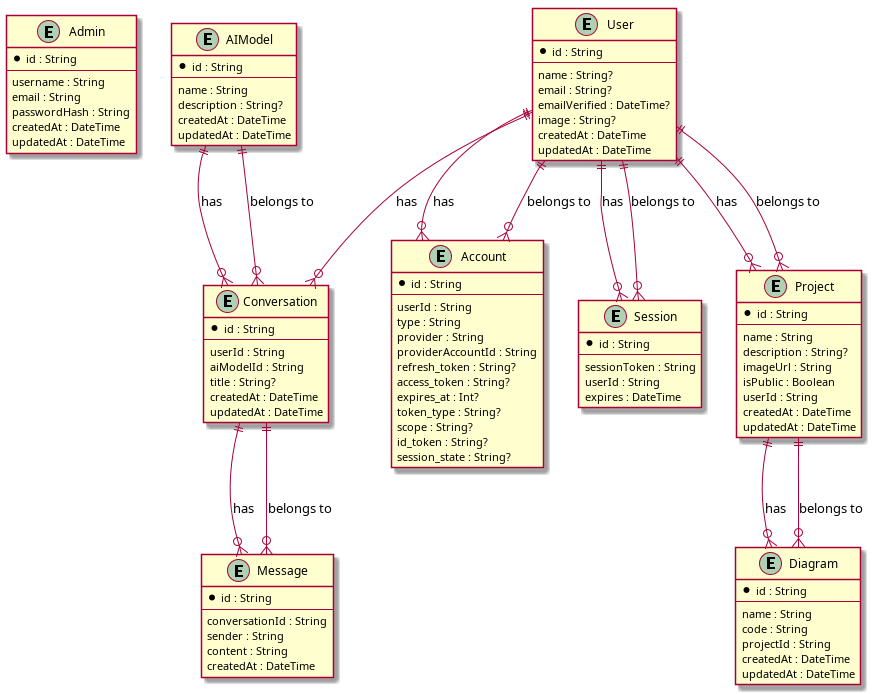 E Admin
id : String
username : String
email : String
passwordHash : String
createdAt : DateTime
updatedAt : DateTime
E AIModel
id : String
name : String
description : String?
createdAt : DateTime
updatedAt : DateTime
E User
id : String
name : String?
email : String?
emailVerified : DateTime?
image : String?
createdAt : DateTime
updatedAt : DateTime
has
belongs to
has
has
belongs to
has
belongs to
has
belongs to
E Conversation
id : String
userId : String
aiModelId : String
title : String?
createdAt : DateTime
updatedAt : DateTime
E Account
id : String
userId : String
type : String
provider : String
providerAccountId : String
refresh_token : String?
access_token : String?
expires_at : Int?
token_type : String?
scope : String?
id_token : String?
session_state : String?
E Session
id : String
sessionToken : String
userId : String
expires : DateTime
E Project
id : String
name : String
description : String?
imageUrl : String
isPublic : Boolean
userId : String
createdAt : DateTime
updatedAt : DateTime
has
belongs to
has
belongs to
E Message
id : String
conversationId : String
sender : String
content : String
createdAt : DateTime
E Diagram
id : String
name : String
code : String
projectId : String
createdAt : DateTime
updatedAt : DateTime